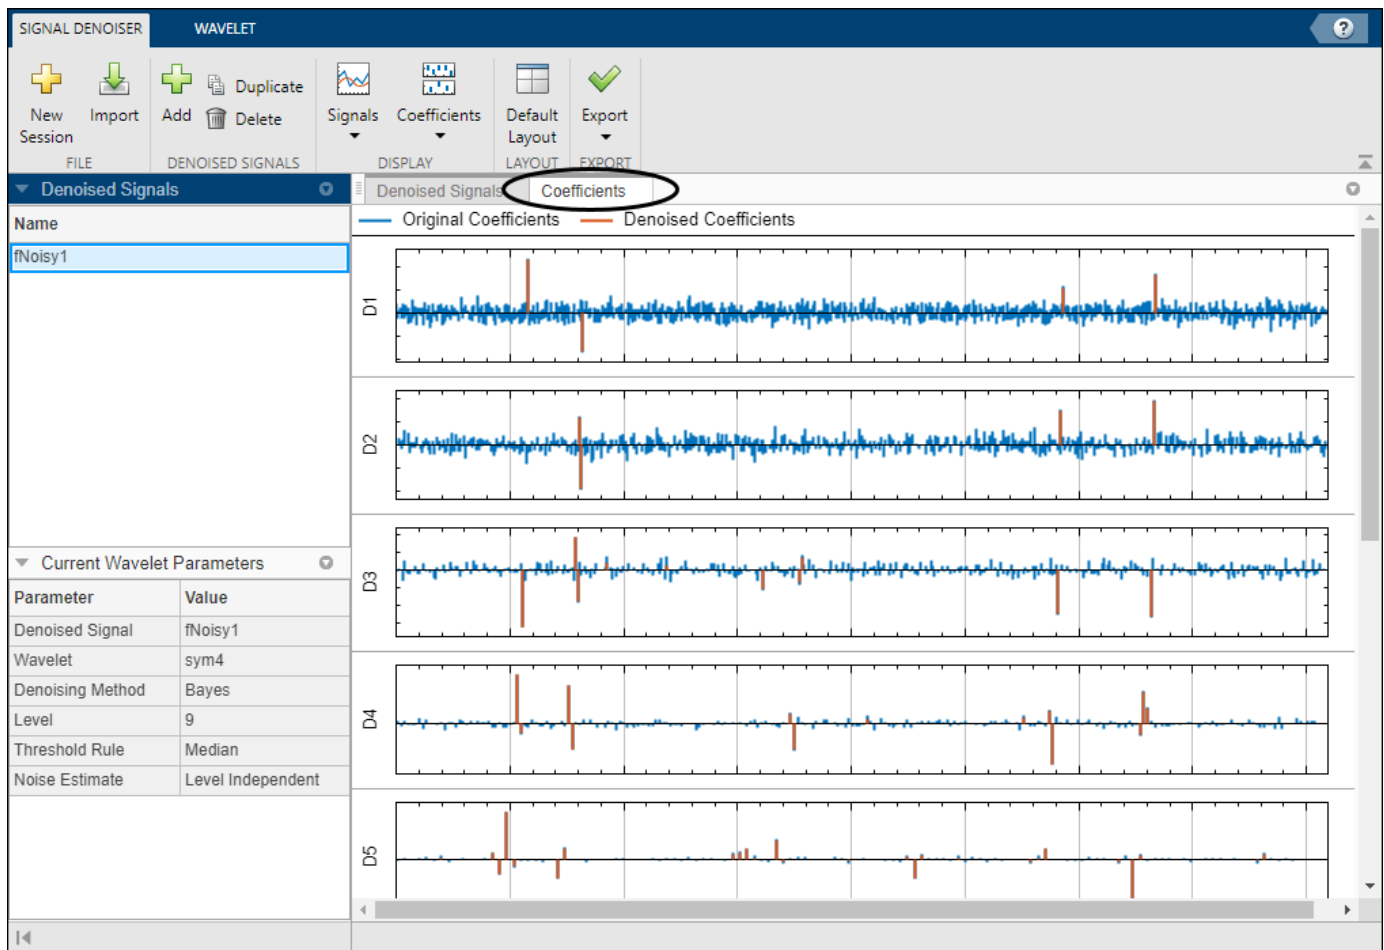 SIGNAL DENOISER WAVELET ?
New Session
Import
Add
Duplicate
Delete
Signals
Coefficients
Default Layout
Export
FILE DENOISED SIGNALS DISPLAY LAYOUT EXPORT
Denoised Signals
Name
fNoisy1
Current Wavelet Parameters
Parameter Value
Denoised Signal fNoisy1
Wavelet sym4
Denoising Method Bayes
Level 9
Threshold Rule Median
Noise Estimate Level Independent
Denoised Signals Coefficients
Original Coefficients Denoised Coefficients
D1
D2
D3
D4
D5